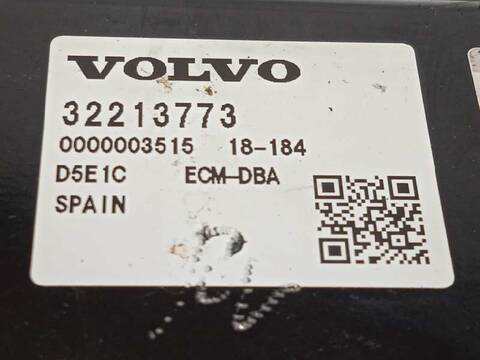 VOLVO
32213773
0000003515 18-184
D5E1C ECM-DBA
SPAIN